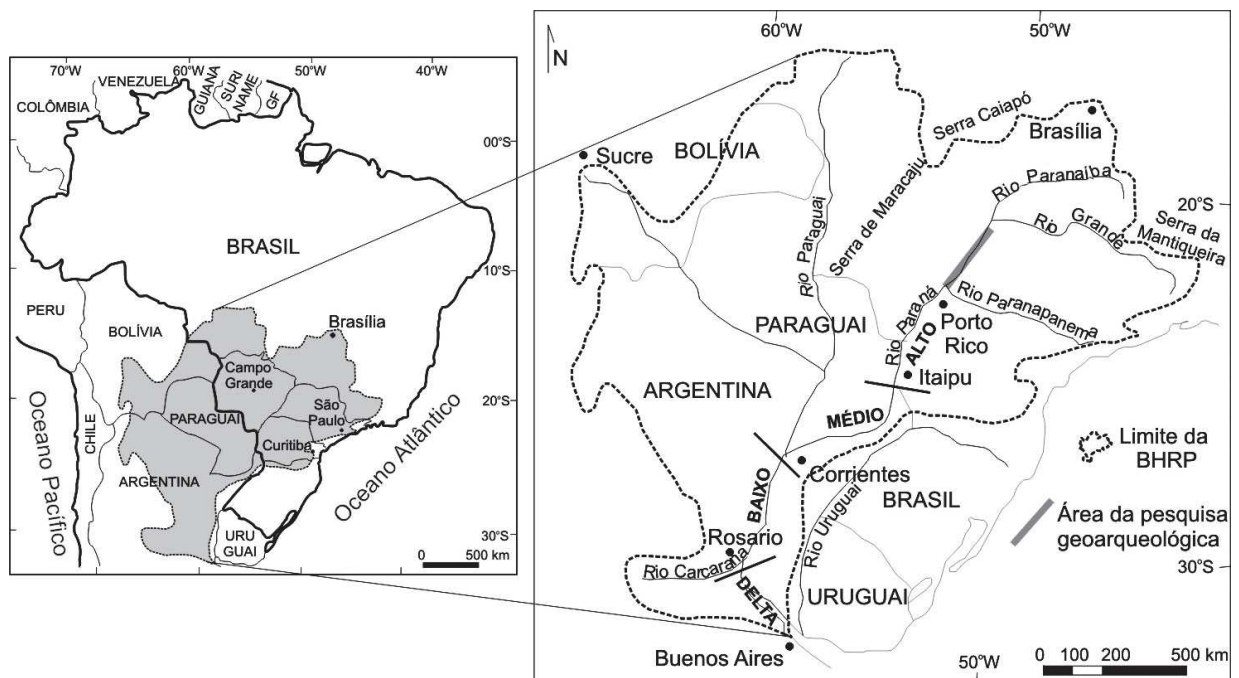 70°W
60°W
50°W
40°W
VENEZUELA
GUIANA
SURI
NAME
GF
COLÔMBIA
00°S
BRASIL
10°S
PERU
BOLÍVIA
Brasília
Campo
Grande
20°S
São
Paulo
PARAGUAI
Curitiba
CHILE
ARGENTINA
Oceano Pacífico
Oceano Atlântico
30°S
URU
GUAI
0 500 km
N
60°W
50°W
Serra Caiapó
Brasília
Sucre
BOLÍVIA
Rio Paranaíba
20°S
Rio Grande
Serra da
Mantiqueira
Serra de Maracaju
Rio Pataguai
Rio Paraná
Rio Paranapanema
PARAGUAI
Porto
Rico
ALTO
Itaipu
ARGENTINA
MÉDIO
Limite da
BHRP
Corrientes
BAIXO
BRASIL
Rio Uruguai
Área da pesquisa
geoarqueológica
Rosario
Rio Carcarana
30°S
DELTA
URUGUAI
Buenos Aires
50°W
0 100 200 500 km